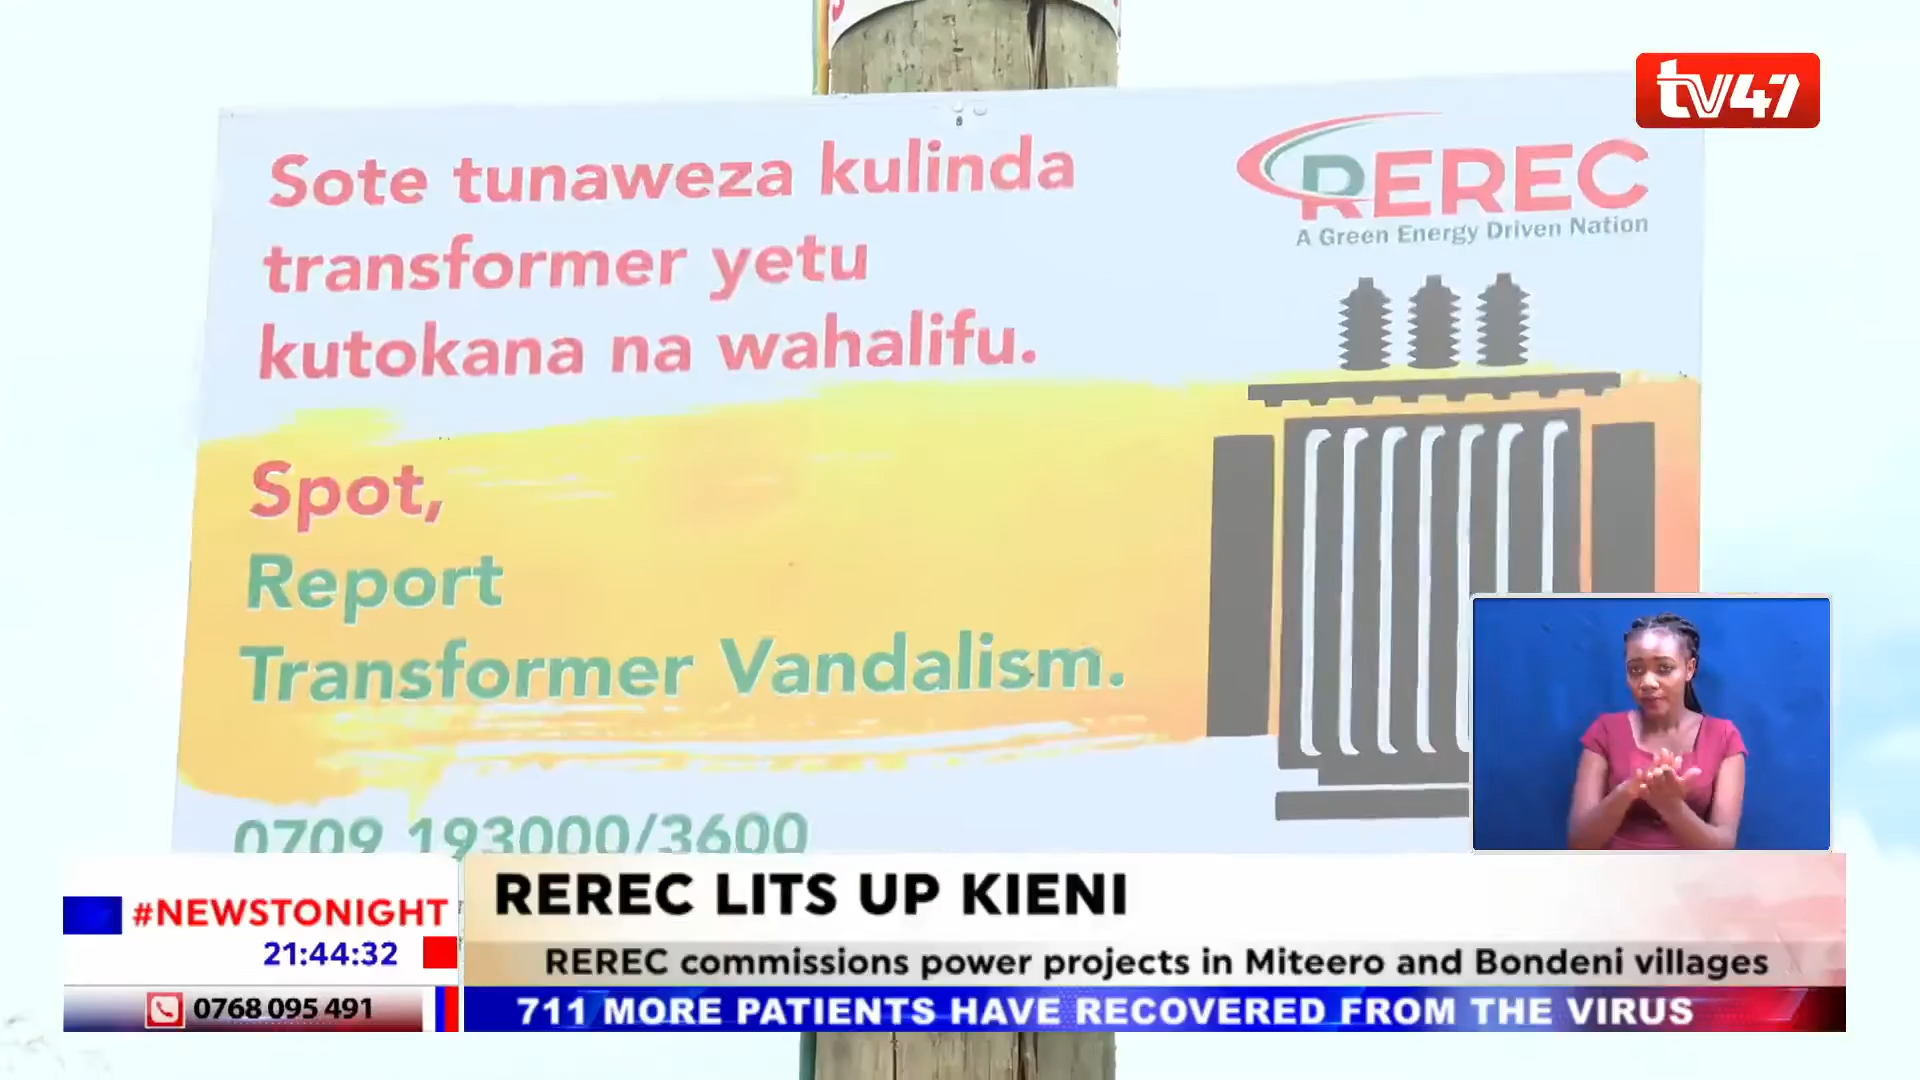 tv47
Sote tunaweza kulinda
transformer yetu
kutokana na wahalifu.
REREC
A Green Energy Driven Nation
Spot,
Report
Transformer Vandalism.
0709 193000/3600
#NEWSTONIGHT
21:44:32
0768 095 491
REREC LITS UP KIENI
REREC commissions power projects in Miteero and Bondeni villages
711 MORE PATIENTS HAVE RECOVERED FROM THE VIRUS